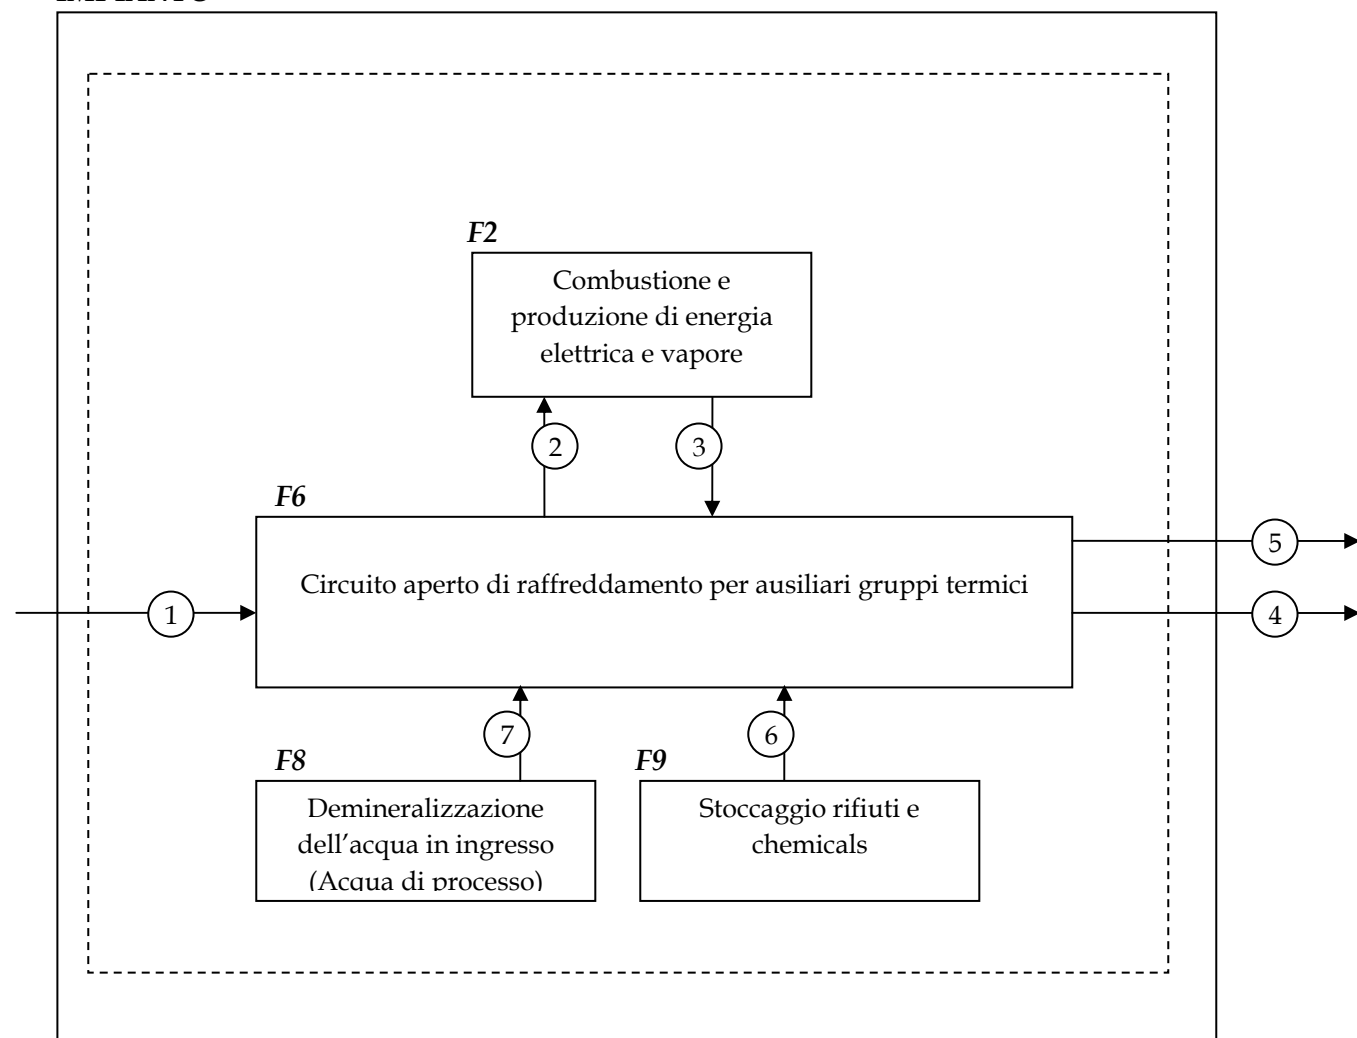 F2
Combustione e
produzione di energia
elettrica e vapore
2
3
F6
Circuito aperto di raffreddamento per ausiliari gruppi termici
5
1
4
7
6
F8
F9
Demineralizzazione
dell’acqua in ingresso
(Acqua di processo)
Stoccaggio rifiuti e
chemicals